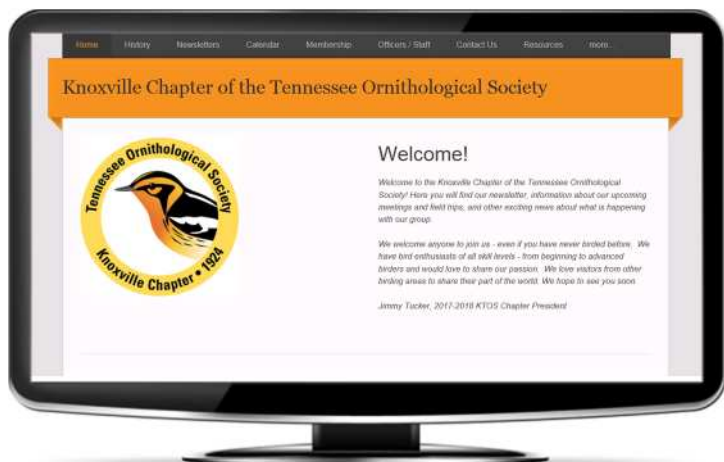 Home History Newsletters Calendar Membership Officers / Staff Contact Us Resources more...
Knoxville Chapter of the Tennessee Ornithological Society
Tennessee Ornithological Society
Knoxville Chapter • 1924
Welcome!
Welcome to the Knoxville Chapter of the Tennessee Ornithological
Society! Here you will find our newsletter, information about our upcoming
meetings and field trips, and other exciting news about what is happening
with our group.
We welcome anyone to join us - even if you have never birded before. We
have bird enthusiasts of all skill levels - from beginning to advanced
birders and would love to share our passion. We love visitors from other
birding areas to share their part of the world. We hope to see you soon
Jimmy Tucker, 2017-2018 KTOS Chapter President